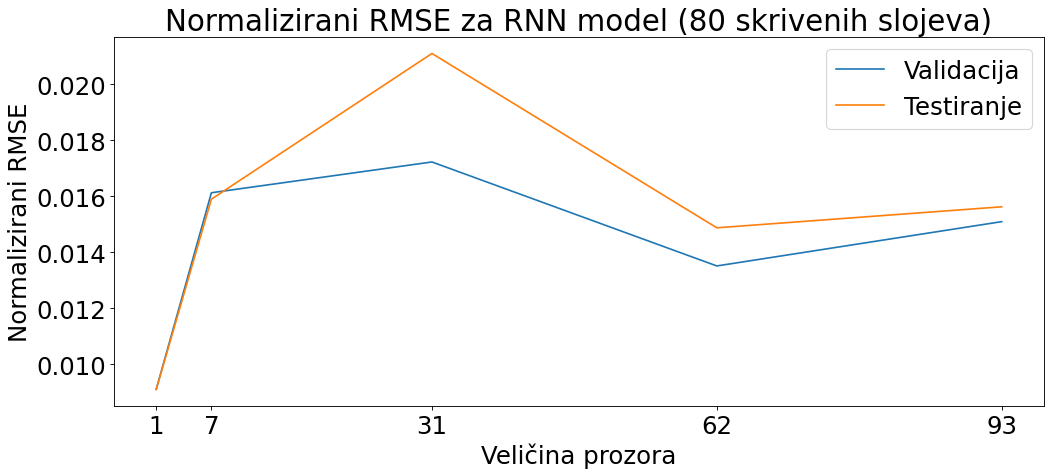 Normalizirani RMSE za RNN model (80 skrivenih slojeva)
Normalizirani RMSE
0.020
0.018
0.016
0.014
0.012
0.010
Validacija
Testiranje
1 7 31 62 93
Veličina prozora